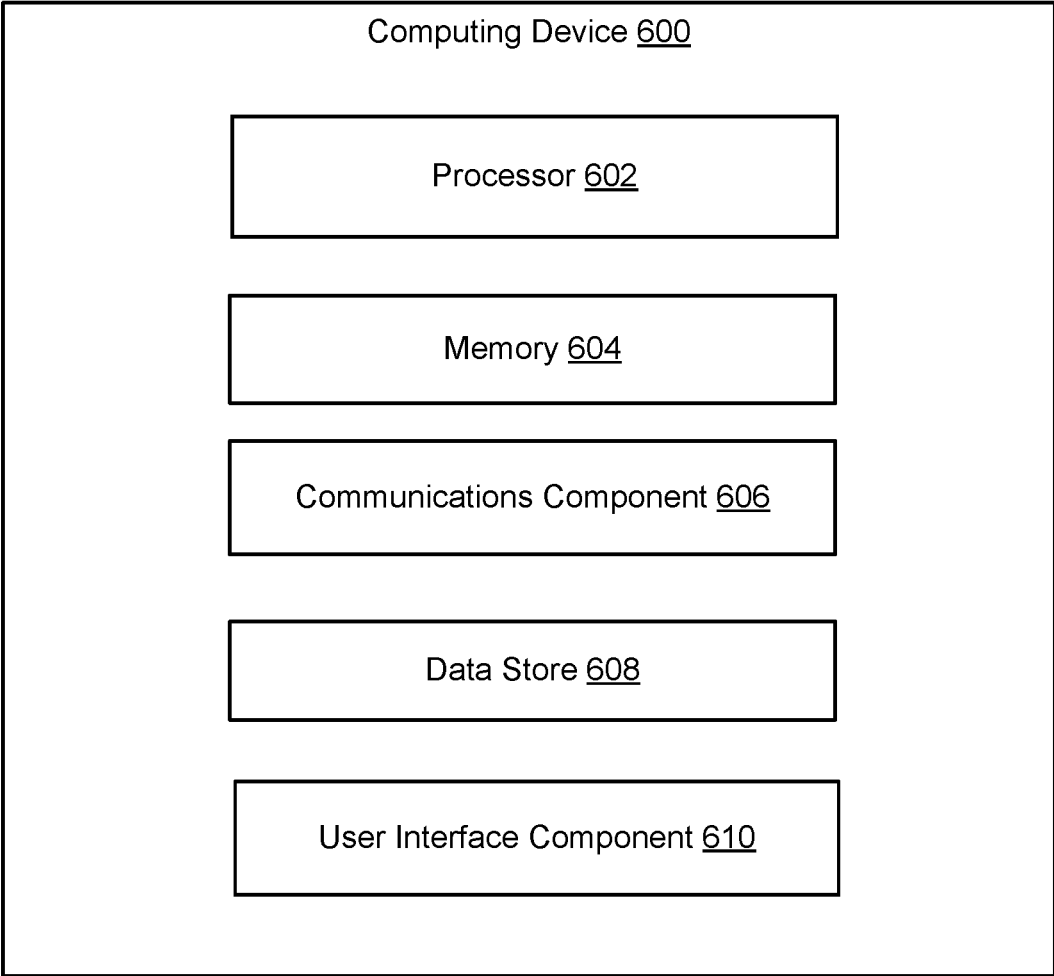 Computing Device 600
Processor 602
Memory 604
Communications Component 606
Data Store 608
User Interface Component 610